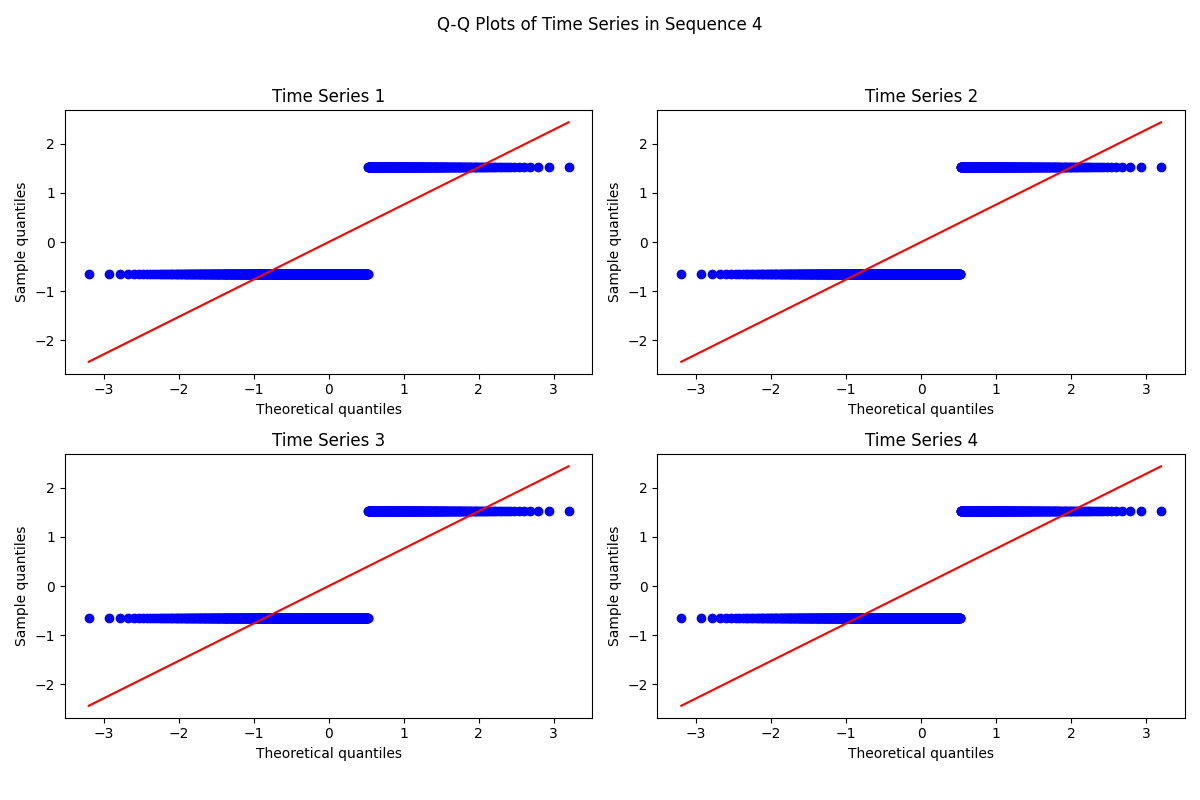 Q-Q Plots of Time Series in Sequence 4
Time Series 1
Sample quantiles
2
1
0
−1
−2
−3 −2 −1 0 1 2 3
Theoretical quantiles
Time Series 2
Sample quantiles
2
1
0
−1
−2
−3 −2 −1 0 1 2 3
Theoretical quantiles
Time Series 3
Sample quantiles
2
1
0
−1
−2
−3 −2 −1 0 1 2 3
Theoretical quantiles
Time Series 4
Sample quantiles
2
1
0
−1
−2
−3 −2 −1 0 1 2 3
Theoretical quantiles